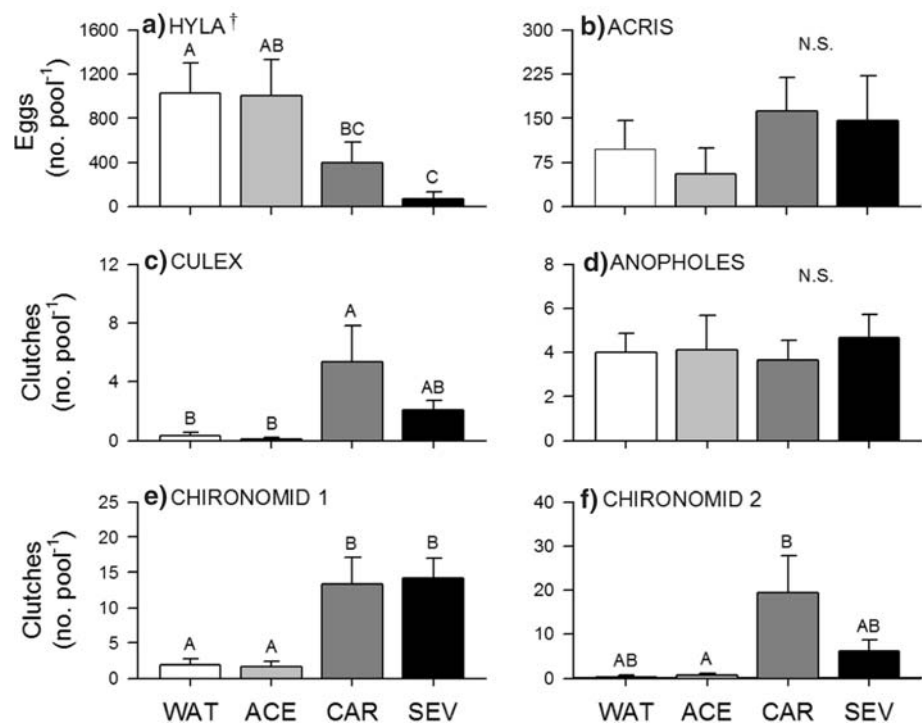 a) HYLA †
1600
1200
800
400
0
Eggs
(no. pool⁻¹)
A
AB
BC
C
b) ACRIS
300
225
150
75
0
N.S.
c) CULEX
12
8
4
0
Clutches
(no. pool⁻¹)
B
B
A
AB
d) ANOPHOLES
8
6
4
2
0
N.S.
e) CHIRONOMID 1
25
20
15
10
5
0
Clutches
(no. pool⁻¹)
A
A
B
B
WAT ACE CAR SEV
f) CHIRONOMID 2
40
30
20
10
0
AB
A
B
AB
WAT ACE CAR SEV